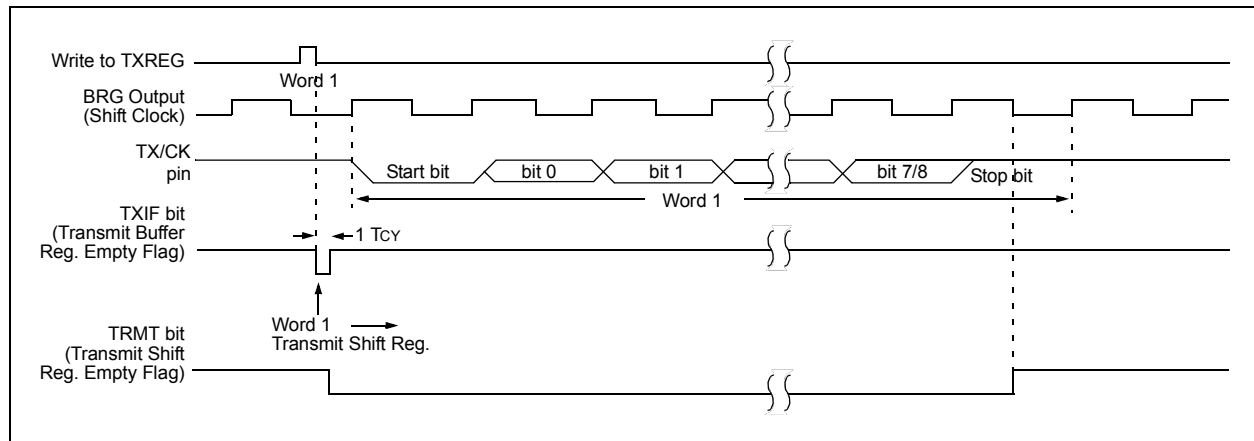 Write to TXREG
Word 1
BRG Output
(Shift Clock)
TX/CK
pin
Start bit
bit 0
bit 1
bit 7/8
Stop bit
Word 1
TXIF bit
(Transmit Buffer
Reg. Empty Flag)
1 TCY
Word 1
Transmit Shift Reg.
TRMT bit
(Transmit Shift
Reg. Empty Flag)